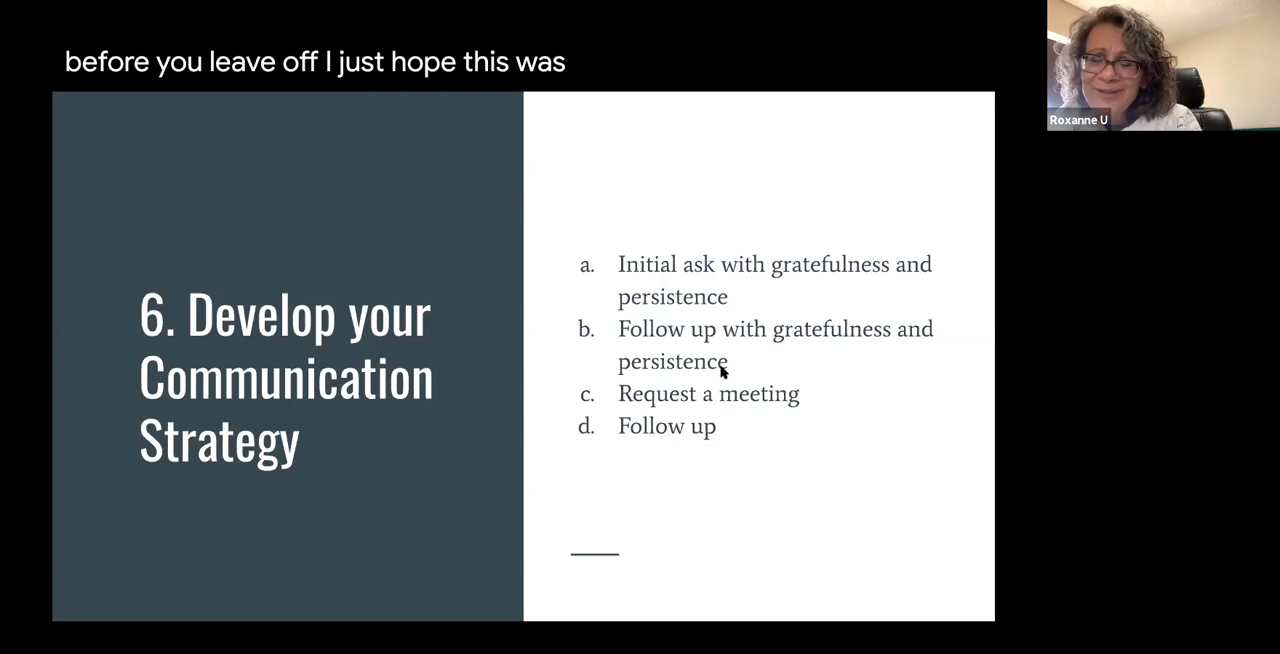 before you leave off I just hope this was
Roxanne U
6. Develop your
Communication
Strategy
a. Initial ask with gratefulness and
persistence
b. Follow up with gratefulness and
persistence
c. Request a meeting
d. Follow up